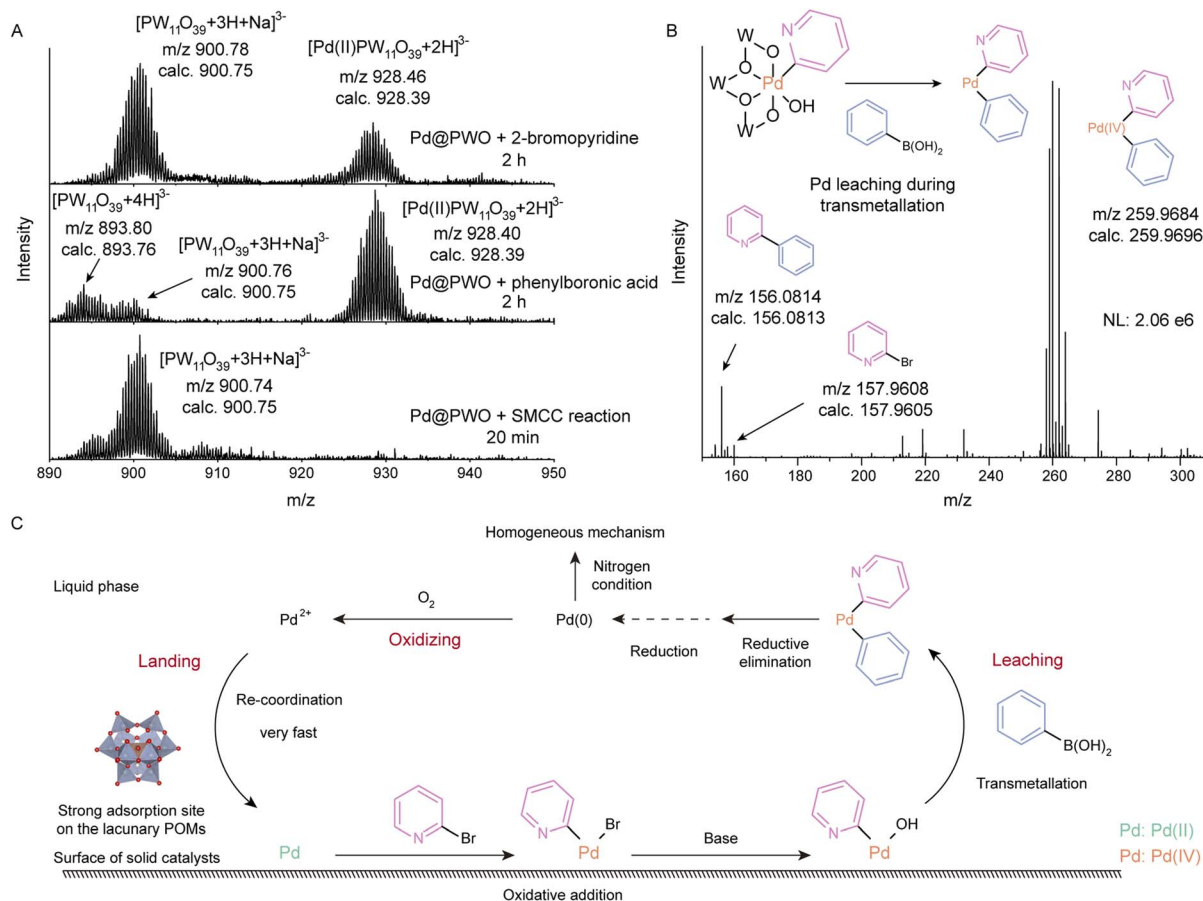 A
[PW₁₁O₃₉+3H+Na]³⁻
m/z 900.78
calc. 900.75
[Pd(II)PW₁₁O₃₉+2H]³⁻
m/z 928.46
calc. 928.39
Pd@PWO + 2-bromopyridine
2 h
[PW₁₁O₃₉+4H]³⁻
m/z 893.80
calc. 893.76
[PW₁₁O₃₉+3H+Na]³⁻
m/z 900.76
calc. 900.75
[Pd(II)PW₁₁O₃₉+2H]³⁻
m/z 928.40
calc. 928.39
Pd@PWO + phenylboronic acid
2 h
[PW₁₁O₃₉+3H+Na]³⁻
m/z 900.74
calc. 900.75
Pd@PWO + SMCC reaction
20 min
Intensity
890 900 910 920 930 940 950
m/z
B
N
W
O
W
O
Pd
OH
O
W
O
B(OH)₂
N
Pd
N
Pd(IV)
Pd leaching during
transmetallation
m/z 259.9684
calc. 259.9696
N
m/z 156.0814
calc. 156.0813
NL: 2.06 e6
N
Br
m/z 157.9608
calc. 157.9605
Intensity
160 180 200 220 240 260 280 300
m/z
C
Homogeneous mechanism
Nitrogen
condition
Liquid phase
Pd²⁺
O₂
Oxidizing
Pd(0)
Reduction
Reductive
elimination
N
Pd
Landing
Leaching
Re-coordination
very fast
B(OH)₂
Transmetallation
Strong adsorption site
on the lacunary POMs
Surface of solid catalysts
Pd
N
Br
N
Br
Pd
Base
N
OH
Pd
Pd: Pd(II)
Pd: Pd(IV)
Oxidative addition